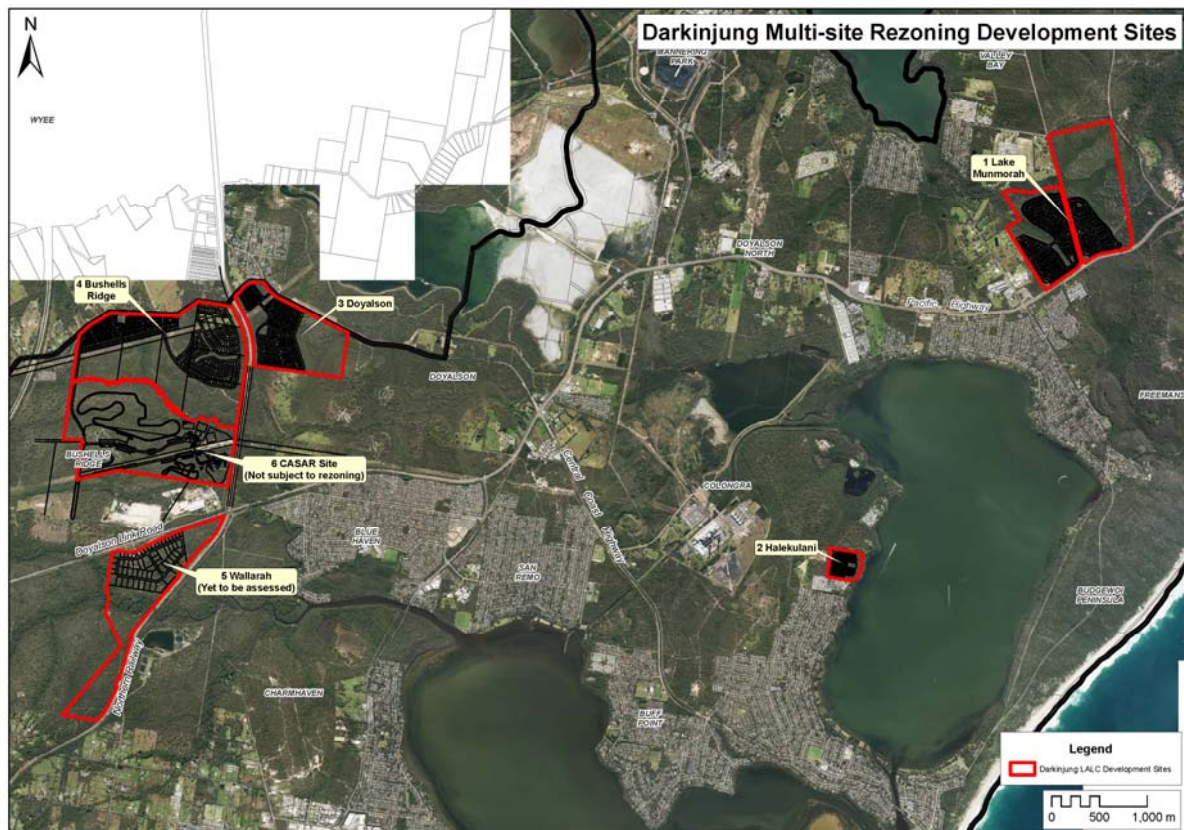 Darkinjung Multi-site Rezoning Development Sites
N
MANNERING
PARK
VALLEY
BAY
WYEE
1 Lake
Munmorah
DOYALSON
NORTH
4 Bushells
Ridge
3 Doyalson
Pacific Highway
DOYALSON
FREEMANS
BUSHELLS
RIDGE
6 CASAR Site
(Not subject to rezoning)
Central Coast Highway
COLONGRA
Doyalson Link Road
BLUE
HAVEN
2 Halekulani
SAN
REMO
5 Wallarah
(Yet to be assessed)
BUDGEWOI
PENINSULA
Northern Railway
CHARMHAVEN
BUFF
POINT
Legend
Darkinjung LALC Development Sites
0 500 1,000 m